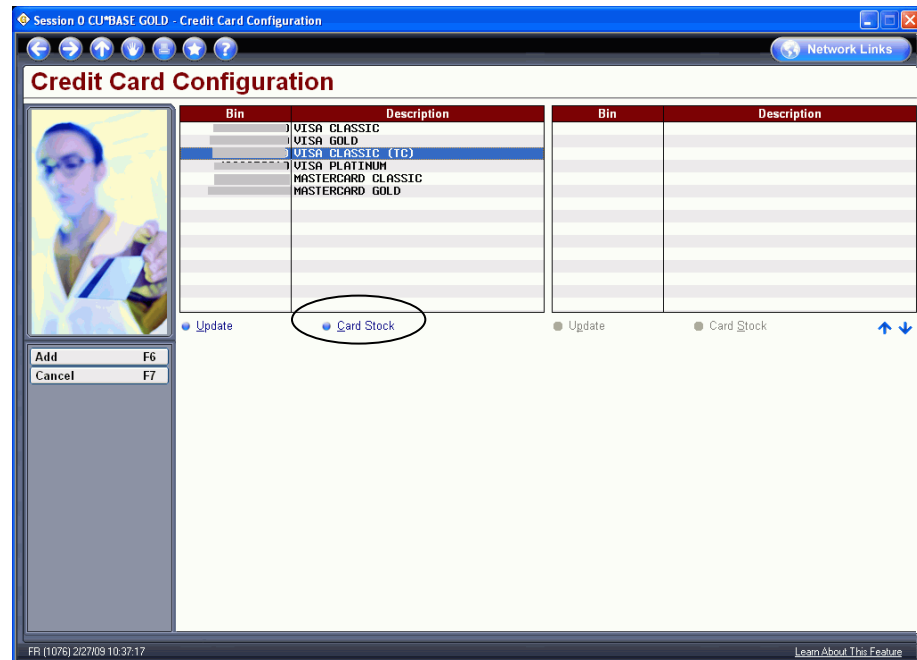 Session 0 CU*BASE GOLD - Credit Card Configuration
Network Links
Credit Card Configuration
Bin Description Bin Description
VISA CLASSIC
VISA GOLD
VISA CLASSIC (TC)
VISA PLATINUM
MASTERCARD CLASSIC
MASTERCARD GOLD
Update Card Stock Update Card Stock
Add F6
Cancel F7
FR (1076) 2/27/09 10:37:17 Learn About This Feature